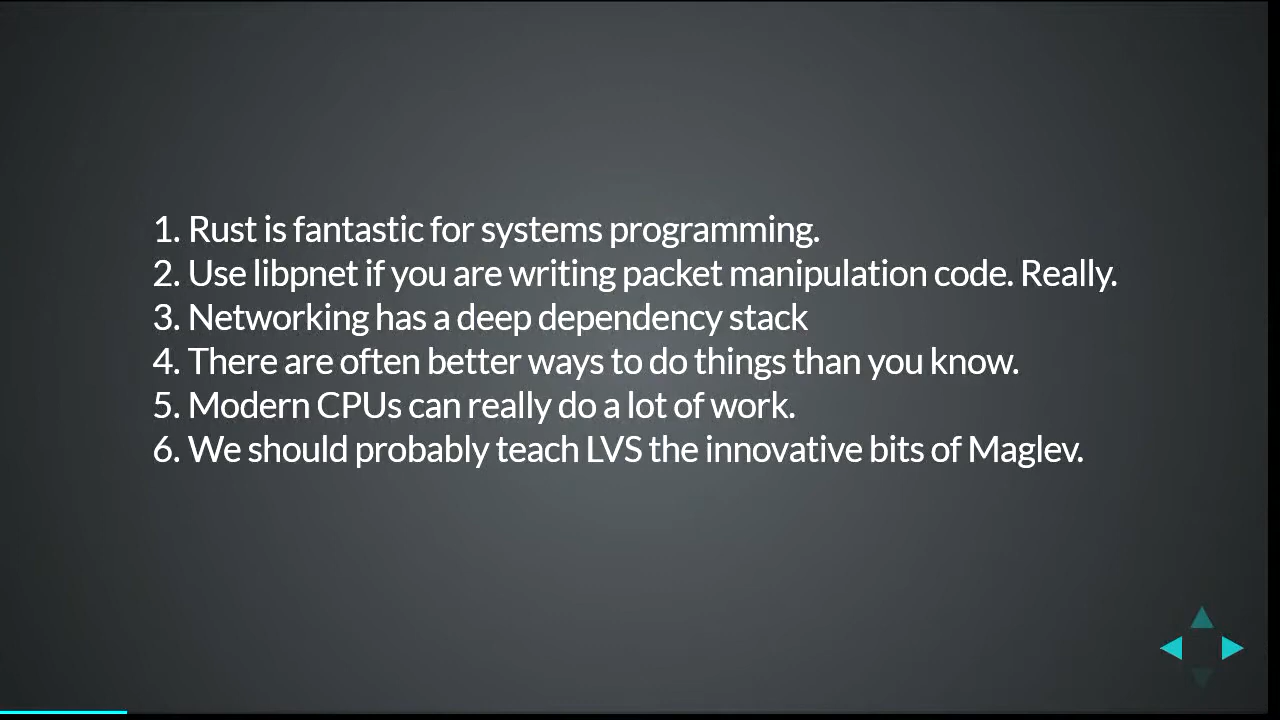 1. Rust is fantastic for systems programming.
2. Use libpnet if you are writing packet manipulation code. Really.
3. Networking has a deep dependency stack
4. There are often better ways to do things than you know.
5. Modern CPUs can really do a lot of work.
6. We should probably teach LVS the innovative bits of Maglev.